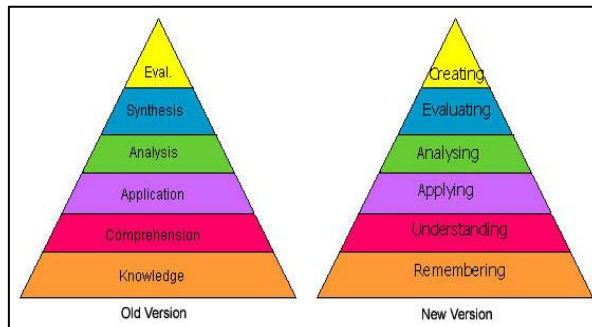 Eval.
Synthesis
Analysis
Application
Comprehension
Knowledge
Old Version
Creating
Evaluating
Analysing
Applying
Understanding
Remembering
New Version